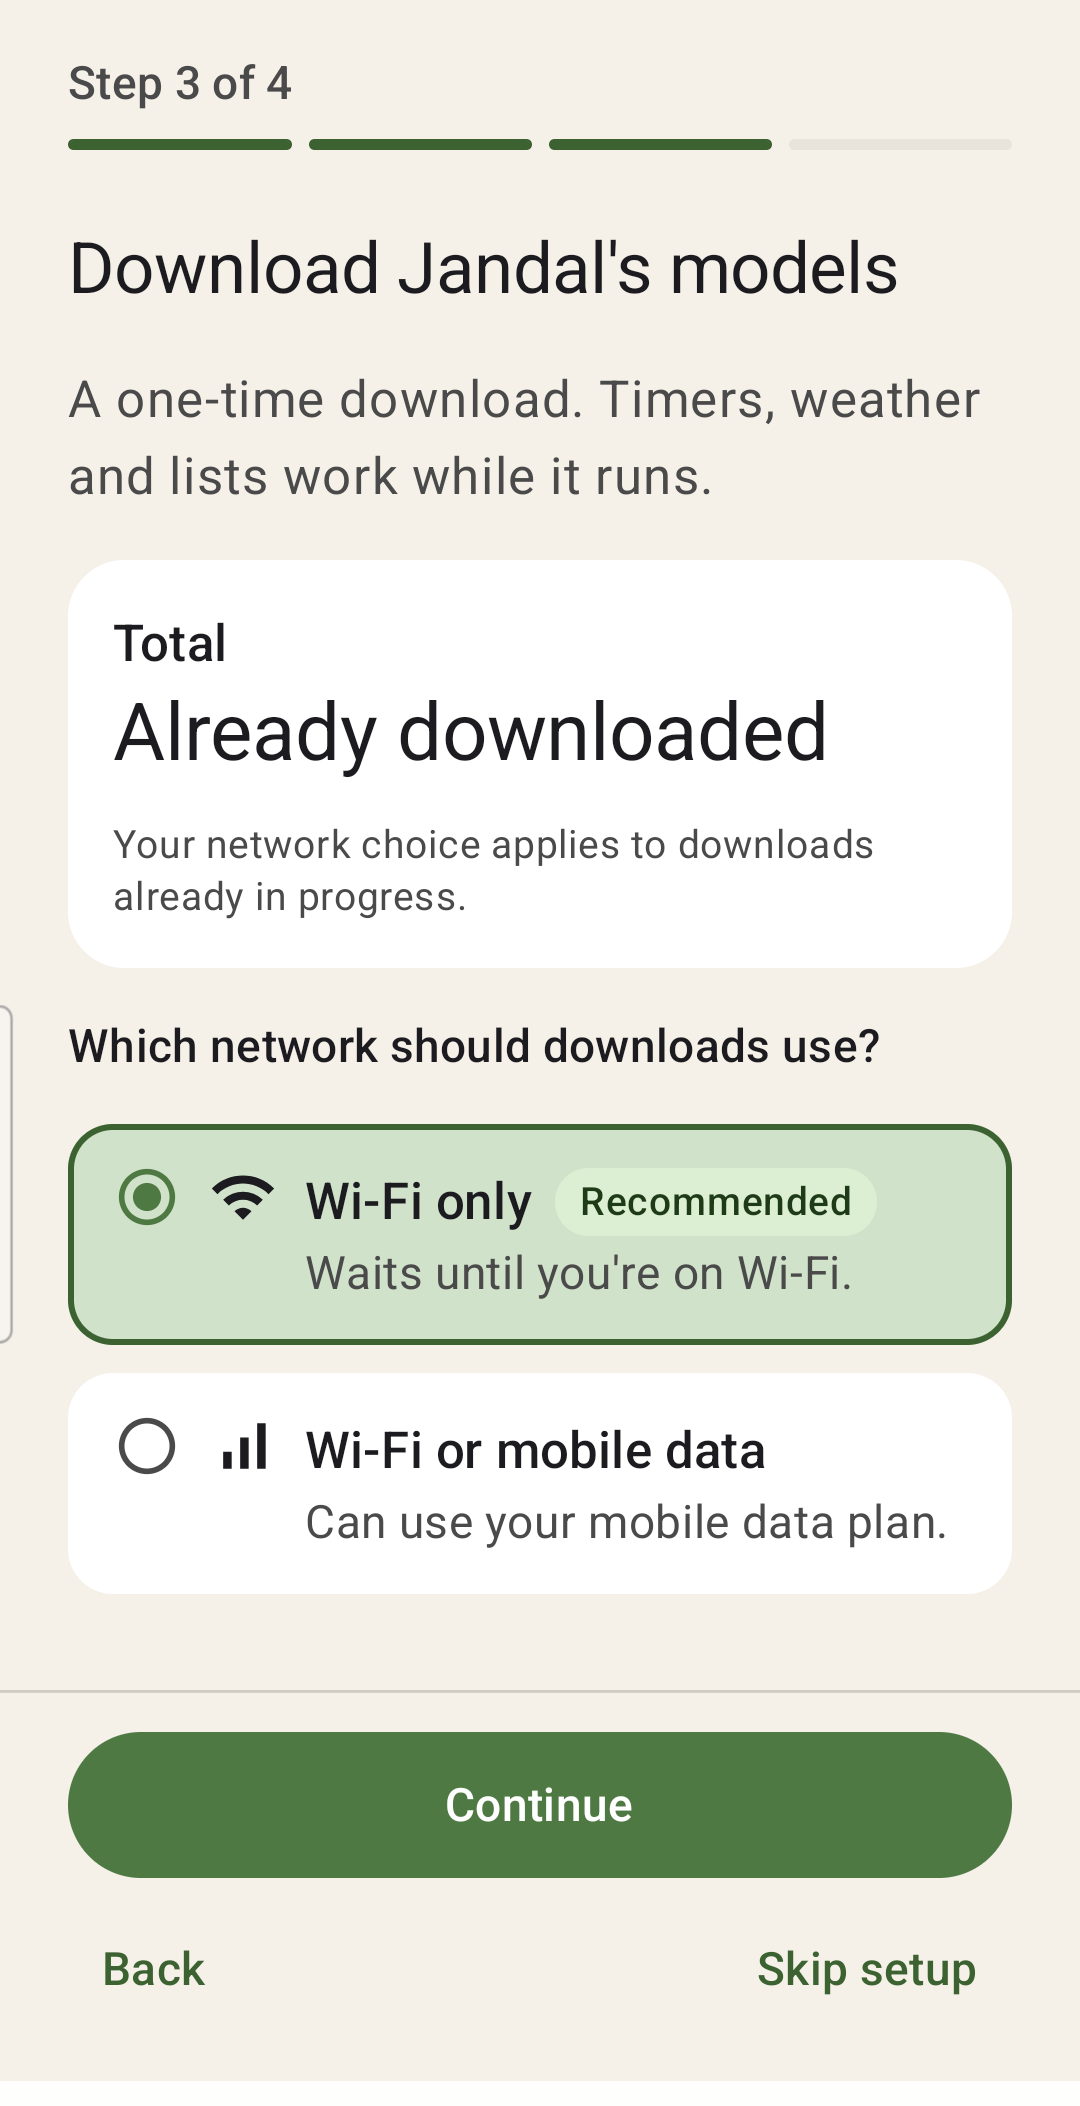 Step 3 of 4
Download Jandal's models
A one-time download. Timers, weather
and lists work while it runs.
Total
Already downloaded
Your network choice applies to downloads
already in progress.
Which network should downloads use?
Wi-Fi only Recommended
Waits until you're on Wi-Fi.
Wi-Fi or mobile data
Can use your mobile data plan.
Continue
Back Skip setup